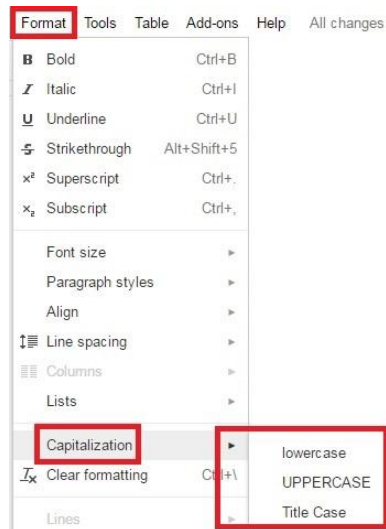 Format Tools Table Add-ons Help All changes
B Bold Ctrl+B
I Italic Ctrl+I
U Underline Ctrl+U
S Strikethrough Alt+Shift+5
x² Superscript Ctrl+.
x₂ Subscript Ctrl+,
Font size
Paragraph styles
Align
Line spacing
Columns
Lists
Capitalization
lowercase
Clear formatting Ctrl+\
UPPERCASE
Title Case
Lines